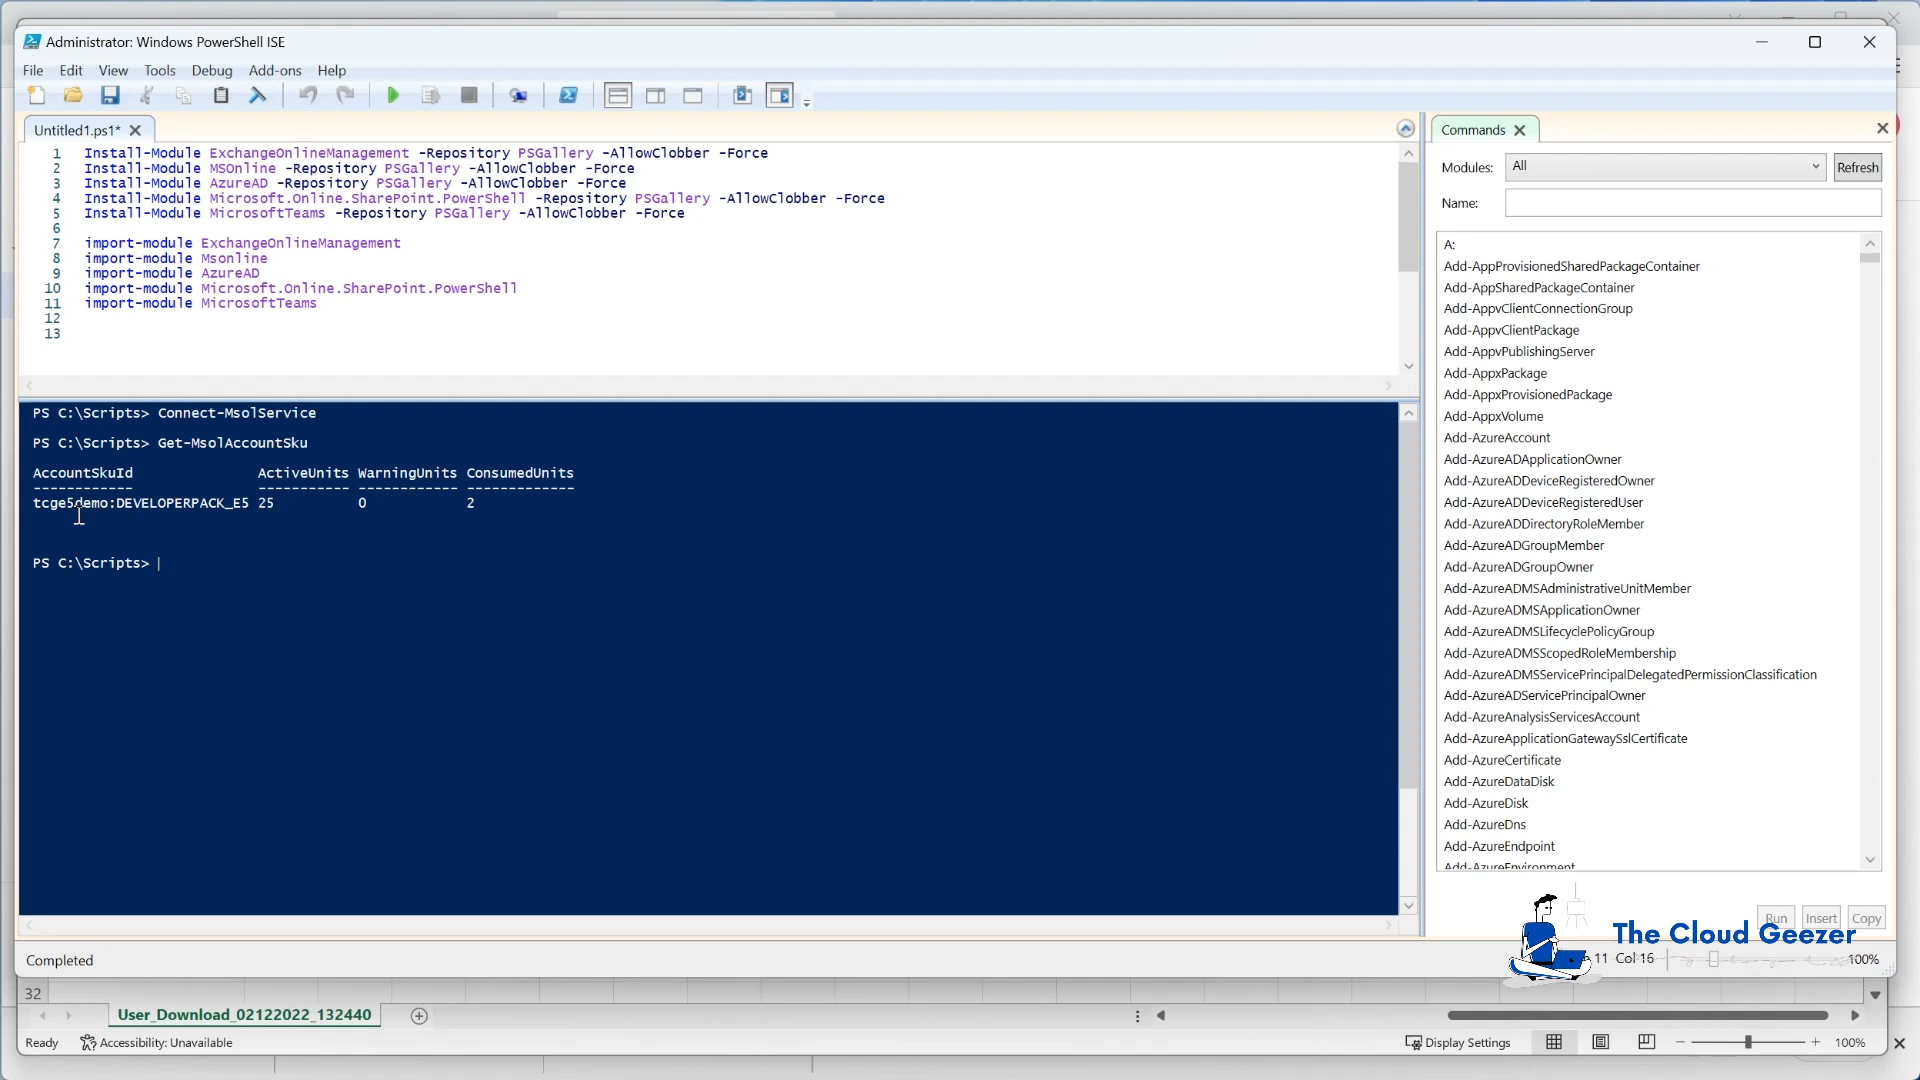 Administrator: Windows PowerShell ISE
File Edit View Tools Debug Add-ons Help
Untitled1.ps1*
1 Install-Module ExchangeOnlineManagement -Repository PSGallery -AllowClobber -Force
2 Install-Module MSOnline -Repository PSGallery -AllowClobber -Force
3 Install-Module AzureAD -Repository PSGallery -AllowClobber -Force
4 Install-Module Microsoft.Online.SharePoint.PowerShell -Repository PSGallery -AllowClobber -Force
5 Install-Module MicrosoftTeams -Repository PSGallery -AllowClobber -Force
6
7 import-module ExchangeOnlineManagement
8 import-module Msonline
9 import-module AzureAD
10 import-module Microsoft.Online.SharePoint.PowerShell
11 import-module MicrosoftTeams
12
13
PS C:\Scripts> Connect-MsolService
PS C:\Scripts> Get-MsolAccountSku
AccountSkuId ActiveUnits WarningUnits ConsumedUnits
------------ ----------- ------------ -------------
tcge5demo:DEVELOPERPACK_E5 25 0 2
PS C:\Scripts>
Commands
Modules: All Refresh
Name:
A:
Add-AppProvisionedSharedPackageContainer
Add-AppSharedPackageContainer
Add-AppvClientConnectionGroup
Add-AppvClientPackage
Add-AppvPublishingServer
Add-AppxPackage
Add-AppxProvisionedPackage
Add-AppxVolume
Add-AzureAccount
Add-AzureADApplicationOwner
Add-AzureADDeviceRegisteredOwner
Add-AzureADDeviceRegisteredUser
Add-AzureADDirectoryRoleMember
Add-AzureADGroupMember
Add-AzureADGroupOwner
Add-AzureADMSAdministrativeUnitMember
Add-AzureADMSApplicationOwner
Add-AzureADMSLifecyclePolicyGroup
Add-AzureADMSScopedRoleMembership
Add-AzureADMSServicePrincipalDelegatedPermissionClassification
Add-AzureADServicePrincipalOwner
Add-AzureAnalysisServicesAccount
Add-AzureApplicationGatewaySslCertificate
Add-AzureCertificate
Add-AzureDataDisk
Add-AzureDisk
Add-AzureDns
Add-AzureEndpoint
Add-AzureEnvironment
Run Insert Copy
The Cloud Geezer
Completed
11 Col 16 100%
32
User_Download_02122022_132440
Ready Accessibility: Unavailable Display Settings 100%